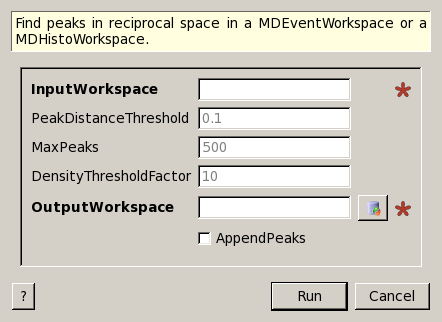 Find peaks in reciprocal space in a MDEventWorkspace or a
MDHistoWorkspace.
InputWorkspace *
PeakDistanceThreshold 0.1
MaxPeaks 500
DensityThresholdFactor 10
OutputWorkspace *
AppendPeaks
? Run Cancel